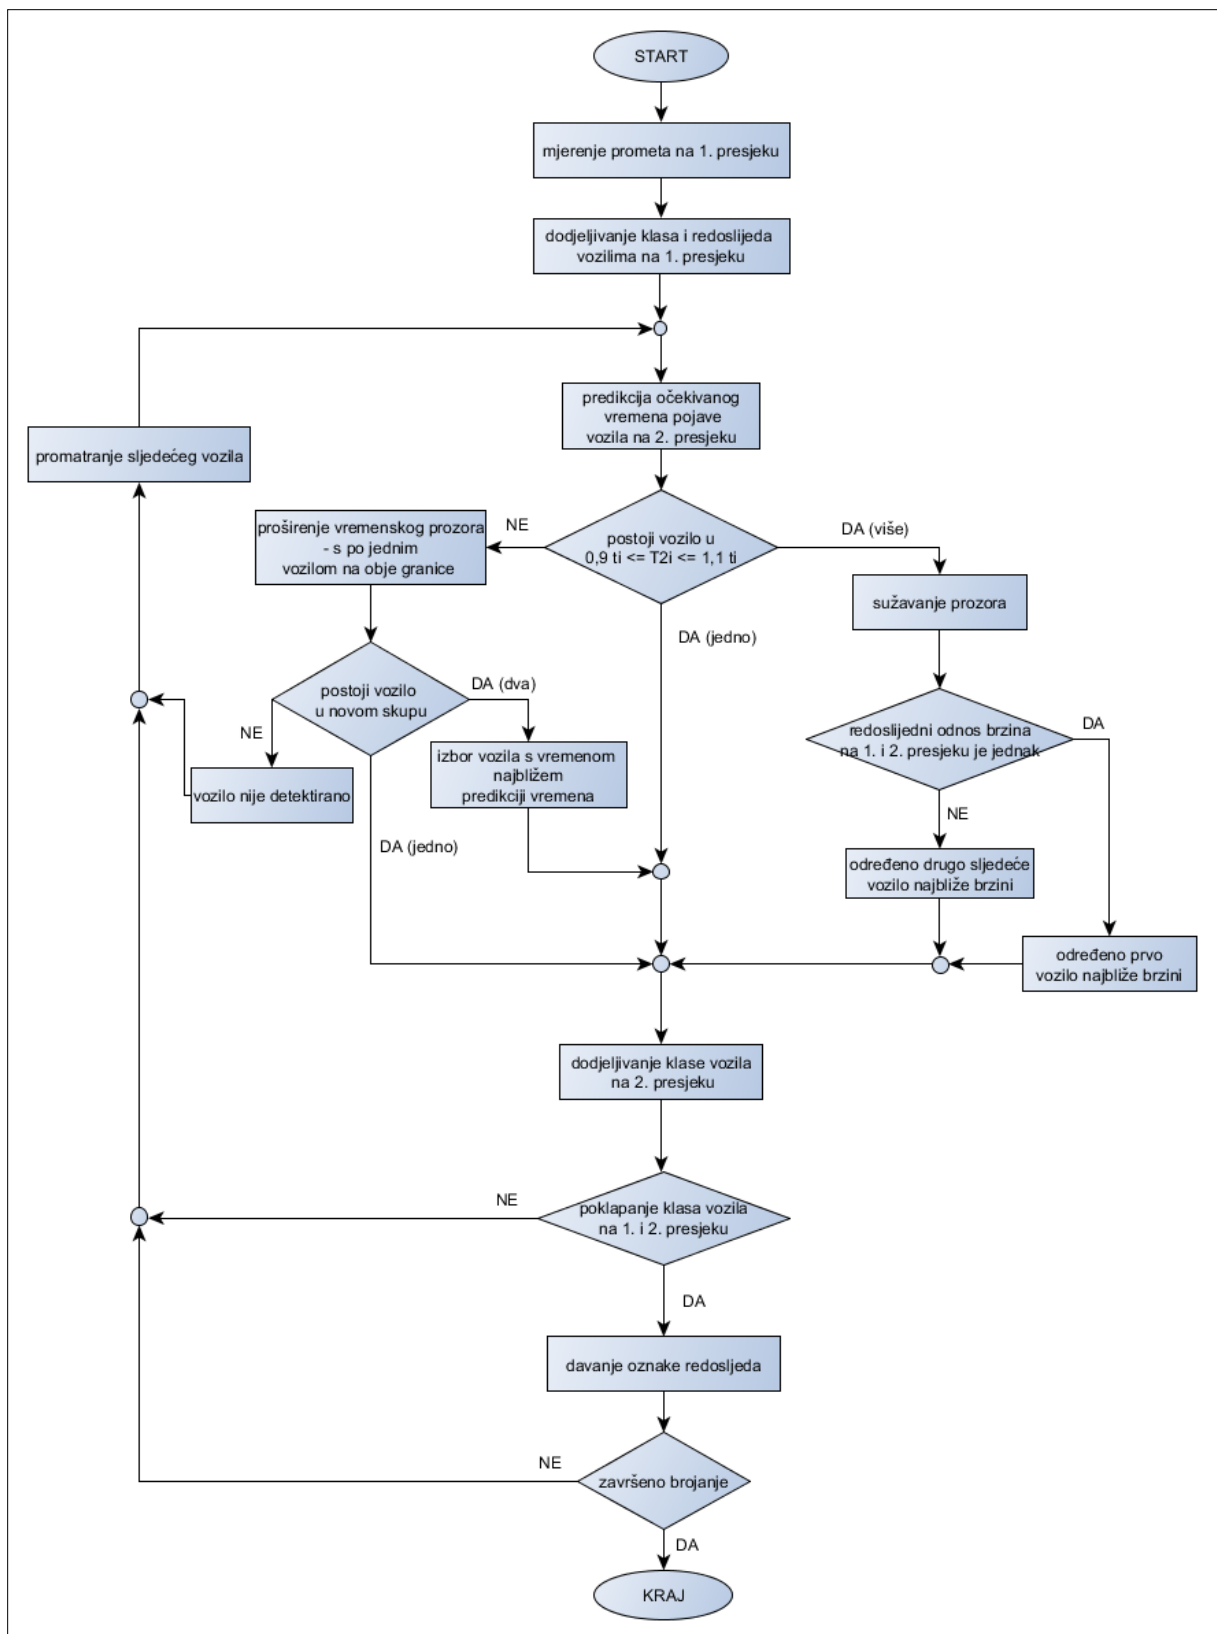 START
mjerenje prometa na 1. presjeku
dodjeljivanje klasa i redoslijeda
vozilima na 1. presjeku
predikcija očekivanog
vremena pojave
vozila na 2. presjeku
promatranje sljedećeg vozila
postoji vozilo u
0,9 ti <= T2i <= 1,1 ti
NE
DA (više)
DA (jedno)
proširenje vremenskog prozora
- s po jednim
vozilom na obje granice
sužavanje prozora
postoji vozilo
u novom skupu
DA (dva)
NE
DA (jedno)
redoslijedni odnos brzina
na 1. i 2. presjeku je jednak
DA
NE
izbor vozila s vremenom
najbližem
predikciji vremena
vozilo nije detektirano
određeno drugo sljedeće
vozilo najbliže brzini
određeno prvo
vozilo najbliže brzini
dodjeljivanje klase vozila
na 2. presjeku
poklapanje klasa vozila
na 1. i 2. presjeku
NE
DA
davanje oznake redosljeda
završeno brojanje
NE
DA
KRAJ